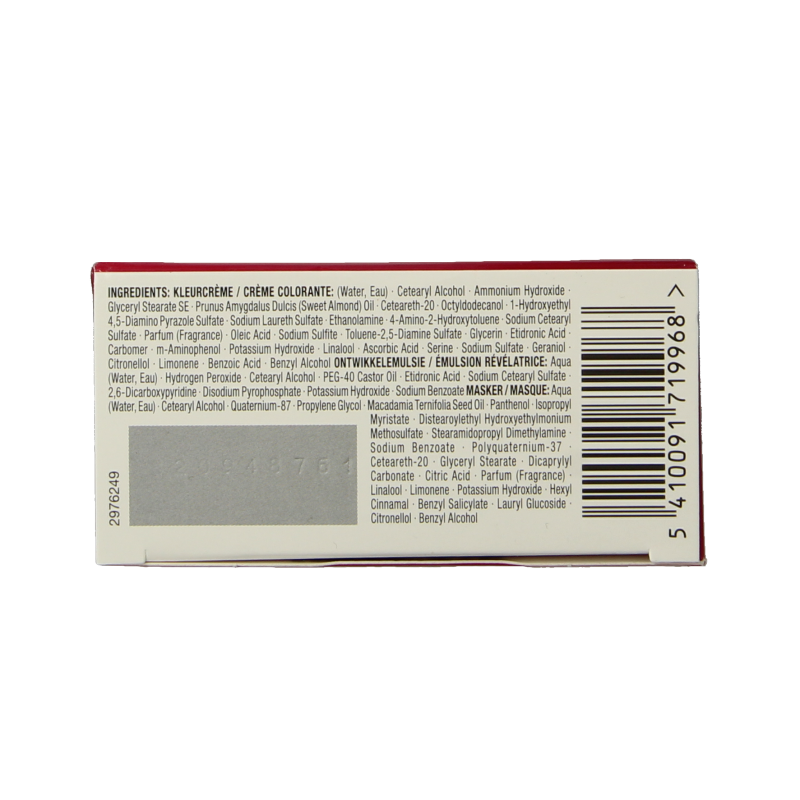 INGREDIENTS: KLEURCRÈME / CRÈME COLORANTE: (Water, Eau) · Cetearyl Alcohol · Ammonium Hydroxide ·
Glyceryl Stearate SE · Prunus Amygdalus Dulcis (Sweet Almond) Oil · Ceteareth-20 · Octyldodecanol · 1-Hydroxyethyl
4,5-Diamino Pyrazole Sulfate · Sodium Laureth Sulfate · Ethanolamine · 4-Amino-2-Hydroxytoluene · Sodium Cetearyl
Sulfate · Parfum (Fragrance) · Oleic Acid · Sodium Sulfite · Toluene-2,5-Diamine Sulfate · Glycerin · Etidronic Acid ·
Carbomer · m-Aminophenol · Potassium Hydroxide · Linalool · Ascorbic Acid · Serine · Sodium Sulfate · Geraniol ·
Citronellol · Limonene · Benzoic Acid · Benzyl Alcohol ONTWIKKELEMULSIE / ÉMULSION RÉVÉLATRICE: Aqua
(Water, Eau) · Hydrogen Peroxide · Cetearyl Alcohol · PEG-40 Castor Oil · Etidronic Acid · Sodium Cetearyl Sulfate ·
2,6-Dicarboxypyridine · Disodium Pyrophosphate · Potassium Hydroxide · Sodium Benzoate MASKER / MASQUE: Aqua
(Water, Eau) · Cetearyl Alcohol · Quaternium-87 · Propylene Glycol · Macadamia Ternifolia Seed Oil · Panthenol · Isopropyl
Myristate · Distearoylethyl Hydroxyethylmonium
Methosulfate · Stearamidopropyl Dimethylamine ·
Sodium Benzoate · Polyquaternium-37 ·
Ceteareth-20 · Glyceryl Stearate · Dicaprylyl
Carbonate · Citric Acid · Parfum (Fragrance) ·
Linalool · Limonene · Potassium Hydroxide · Hexyl
Cinnamal · Benzyl Salicylate · Lauryl Glucoside ·
Citronellol · Benzyl Alcohol
2976249
5 410091 719968 >